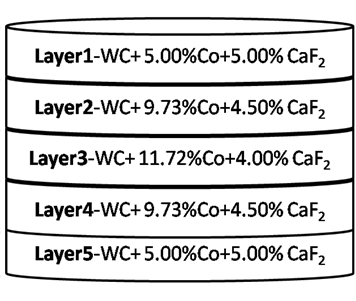 Layer1-WC+ 5.00%Co+5.00% CaF₂
Layer2-WC+ 9.73%Co+4.50% CaF₂
Layer3-WC+ 11.72%Co+4.00% CaF₂
Layer4-WC+ 9.73%Co+4.50% CaF₂
Layer5-WC+ 5.00%Co+5.00% CaF₂